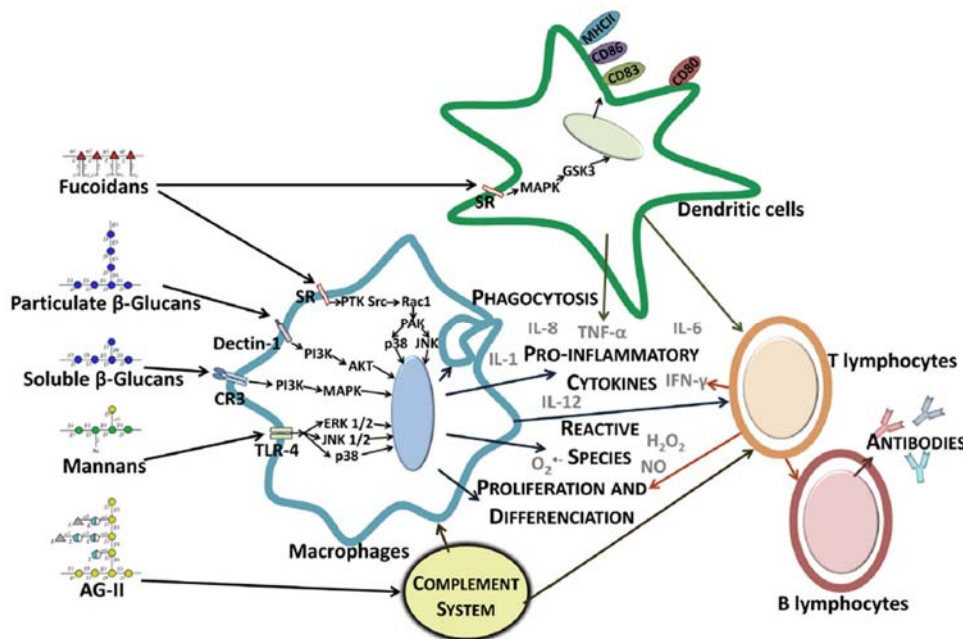 MHCII
CD86
CD83
CD80
GSK3
MAPK
SR
Dendritic cells
Fucoidans
Particulate β-Glucans
Soluble β-Glucans
Mannans
AG-II
SR
PTK Src
Rac1
PAK
p38
JNK
Dectin-1
PI3K
AKT
CR3
PI3K
MAPK
TLR-4
ERK 1/2
JNK 1/2
p38
Macrophages
PHAGOCYTOSIS
IL-8
TNF-α
IL-6
IL-1
PRO-INFLAMMATORY
CYTOKINES
IFN-γ
IL-12
REACTIVE
SPECIES
H2O2
O2•-
NO
PROLIFERATION AND
DIFFERENCIATION
COMPLEMENT
SYSTEM
T lymphocytes
ANTIBODIES
B lymphocytes